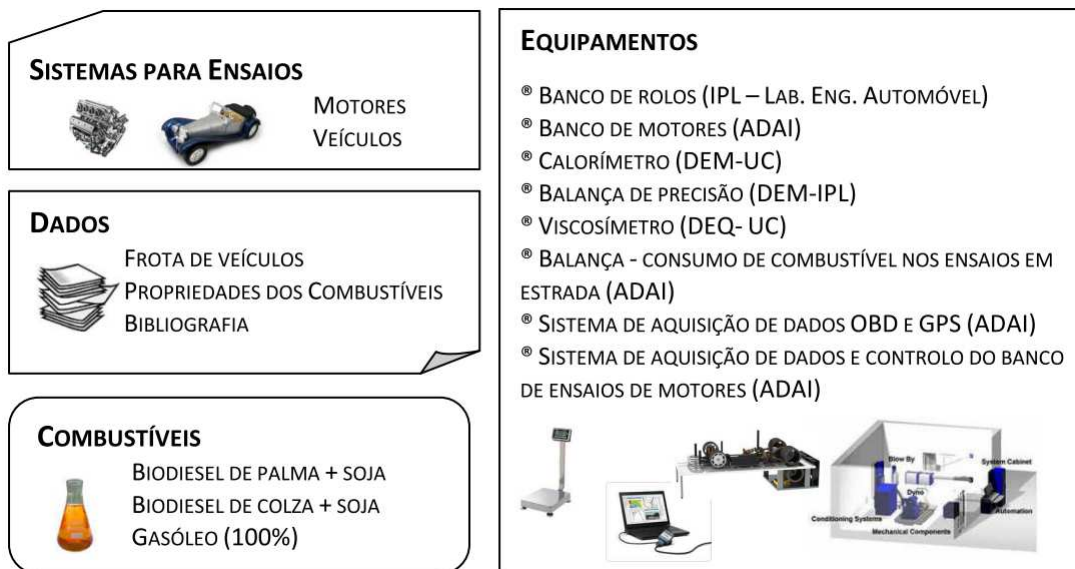 SISTEMAS PARA ENSAIOS
MOTORES
VEÍCULOS
DADOS
FROTA DE VEÍCULOS
PROPRIEDADES DOS COMBUSTÍVEIS
BIBLIOGRAFIA
COMBUSTÍVEIS
BIODIESEL DE PALMA + SOJA
BIODIESEL DE COLZA + SOJA
GASÓLEO (100%)
EQUIPAMENTOS
® BANCO DE ROLOS (IPL – LAB. ENG. AUTOMÓVEL)
® BANCO DE MOTORES (ADAI)
® CALORÍMETRO (DEM-UC)
® BALANÇA DE PRECISÃO (DEM-IPL)
® VISCOSÍMETRO (DEQ- UC)
® BALANÇA - CONSUMO DE COMBUSTÍVEL NOS ENSAIOS EM
ESTRADA (ADAI)
® SISTEMA DE AQUISIÇÃO DE DADOS OBD E GPS (ADAI)
® SISTEMA DE AQUISIÇÃO DE DADOS E CONTROLO DO BANCO
DE ENSAIOS DE MOTORES (ADAI)
Blow By
System Cabinet
Dyno
Conditioning Systems
Automation
Mechanical Components